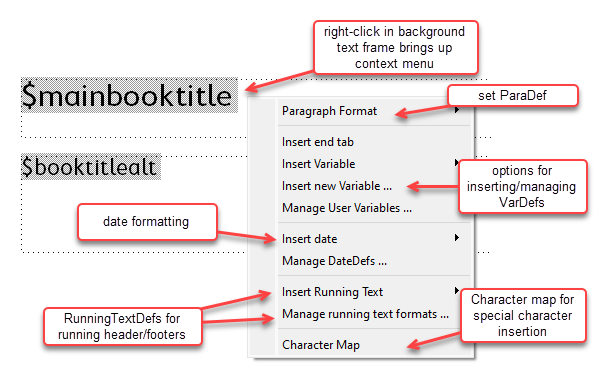 right-click in background
text frame brings up
context menu
$mainbooktitle
Paragraph Format
set ParaDef
Insert end tab
$booktitlealt
Insert Variable
Insert new Variable ...
options for
inserting/managing
VarDefs
Manage User Variables ...
date formatting
Insert date
Manage DateDefs ...
Insert Running Text
RunningTextDefs for
running header/footers
Manage running text formats ...
Character map for
special character
insertion
Character Map